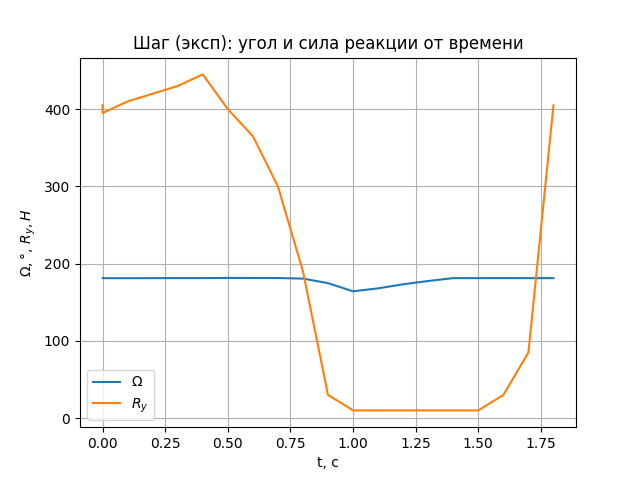 Шаг (эксп): угол и сила реакции от времени
Ω, °, R_y, H
400
300
200
100
0
Ω
R_y
0.00 0.25 0.50 0.75 1.00 1.25 1.50 1.75
t, c